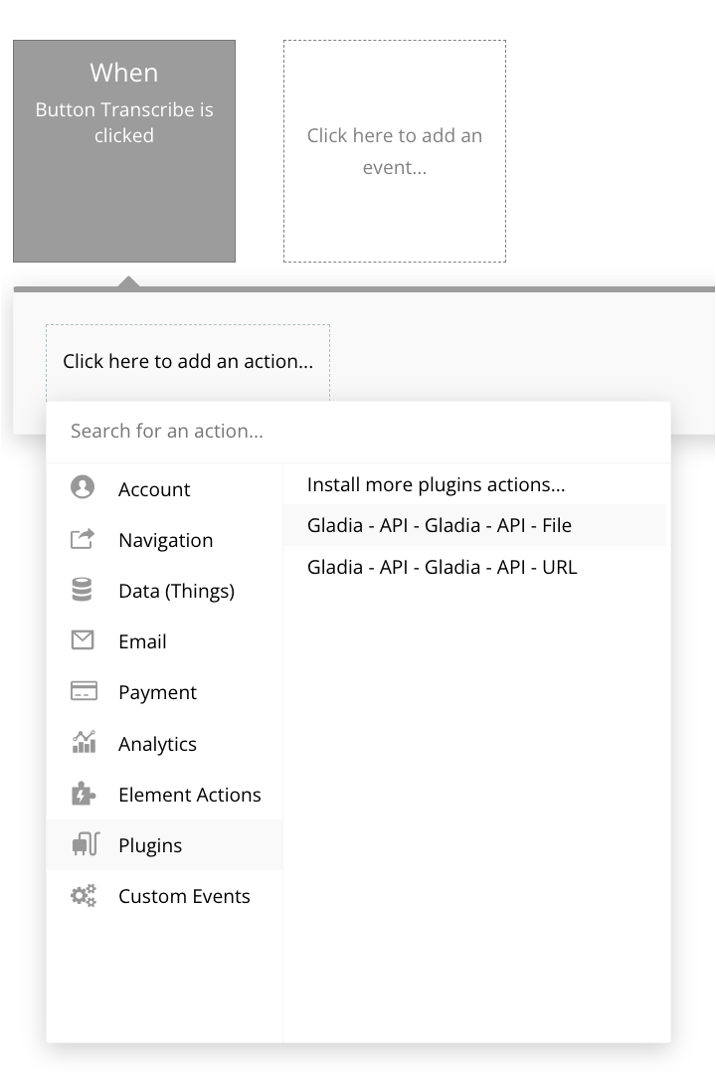 When
Button Transcribe is
clicked
Click here to add an
event...
Click here to add an action...
Search for an action...
Account
Navigation
Data (Things)
Email
Payment
Analytics
Element Actions
Plugins
Custom Events
Install more plugins actions...
Gladia - API - Gladia - API - File
Gladia - API - Gladia - API - URL